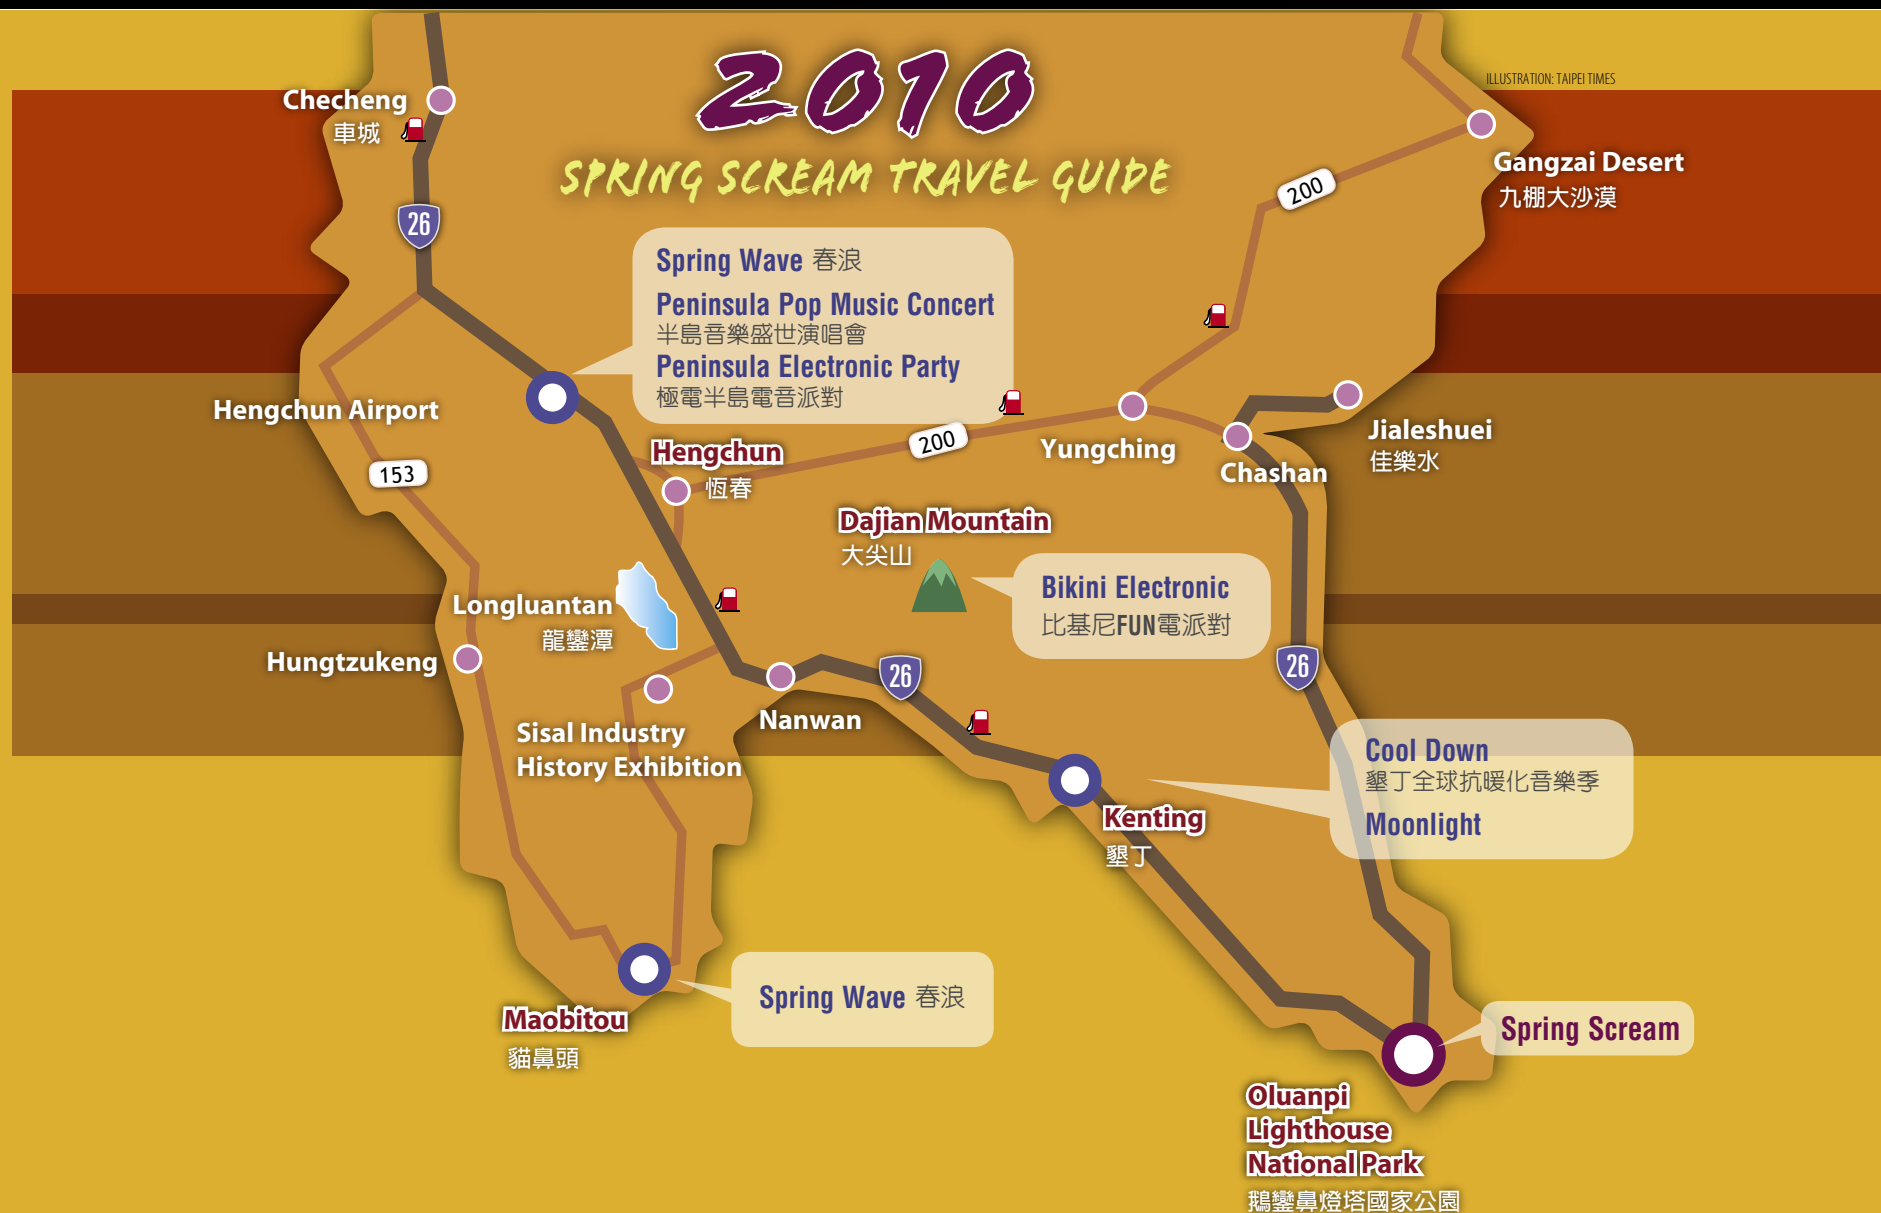 2010
SPRING SCREAM TRAVEL GUIDE
ILLUSTRATION: TAIPEI TIMES
Checheng
車城
26
Gangzai Desert
九棚大沙漠
200
Spring Wave 春浪
Peninsula Pop Music Concert
半島音樂盛世演唱會
Peninsula Electronic Party
極電半島電音派對
Hengchun Airport
153
Hengchun
恆春
200
Yungching
Chashan
Jialeshuei
佳樂水
Dajian Mountain
大尖山
Bikini Electronic
比基尼FUN電派對
Longluantan
龍鑾潭
Hungtzukeng
Sisal Industry
History Exhibition
Nanwan
26
26
Cool Down
墾丁全球抗暖化音樂季
Moonlight
Kenting
墾丁
Spring Wave 春浪
Maobitou
貓鼻頭
Spring Scream
Oluanpi
Lighthouse
National Park
鵝鑾鼻燈塔國家公園